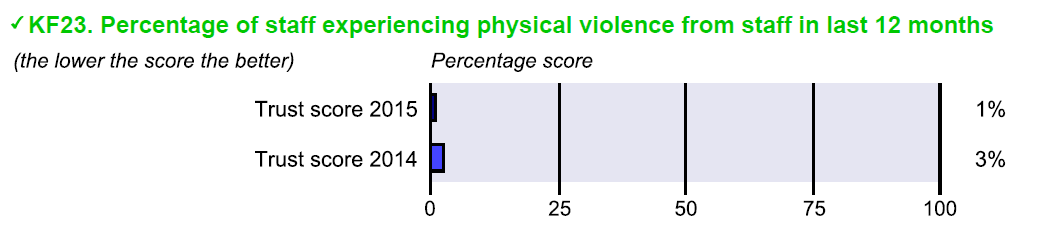 ✓KF23. Percentage of staff experiencing physical violence from staff in last 12 months
(the lower the score the better) Percentage score
Trust score 2015 1%
Trust score 2014 3%
0 25 50 75 100